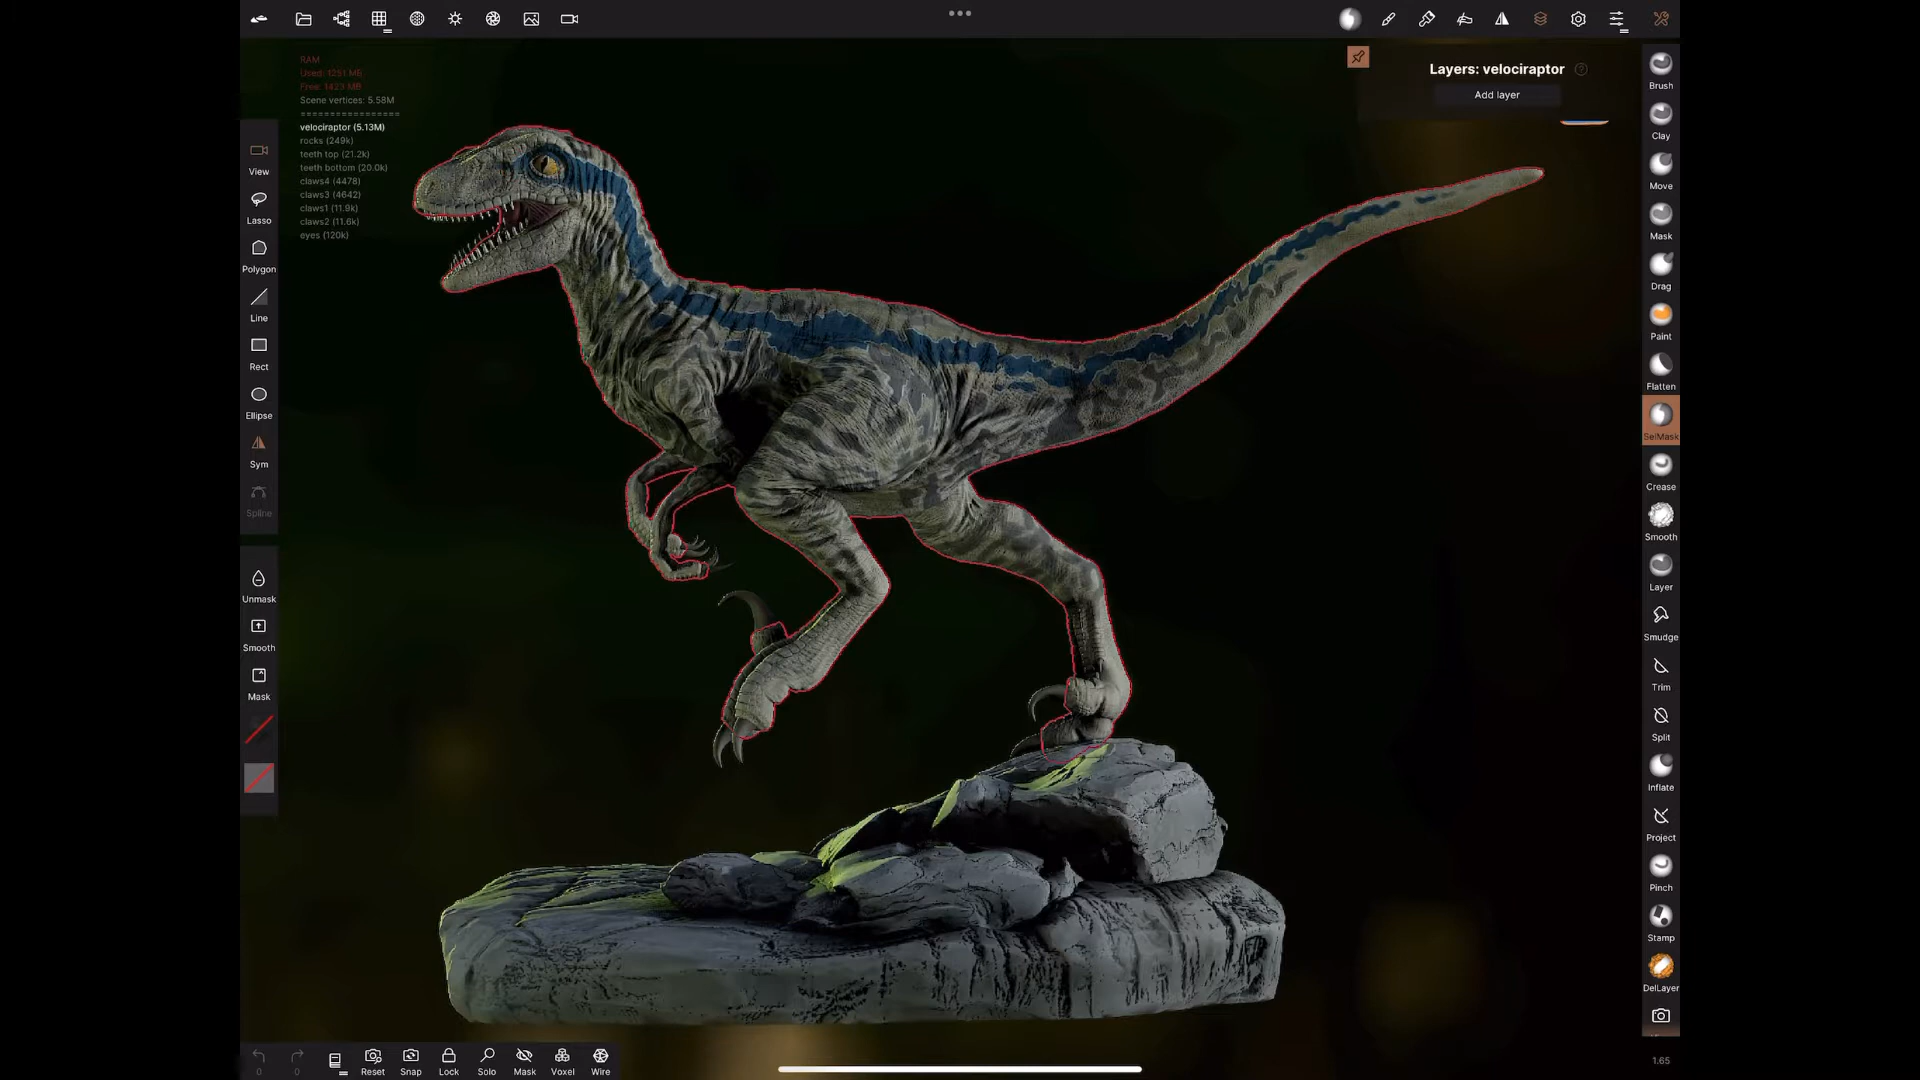 RAM
Used: 1251 MB
Free: 1423 MB
Scene vertices: 5.58M
=================
velociraptor (5.13M)
rocks (249k)
teeth top (21.2k)
teeth bottom (20.0k)
claws4 (4478)
claws3 (4642)
claws1 (11.9k)
claws2 (11.6k)
eyes (120k)
View
Lasso
Polygon
Line
Rect
Ellipse
Sym
Spline
Unmask
Smooth
Mask
Layers: velociraptor ?
Add layer
Brush
Clay
Move
Mask
Drag
Paint
Flatten
SelMask
Crease
Smooth
Layer
Smudge
Trim
Split
Inflate
Project
Pinch
Stamp
DelLayer
0
0
Reset
Snap
Lock
Solo
Mask
Voxel
Wire
1.65